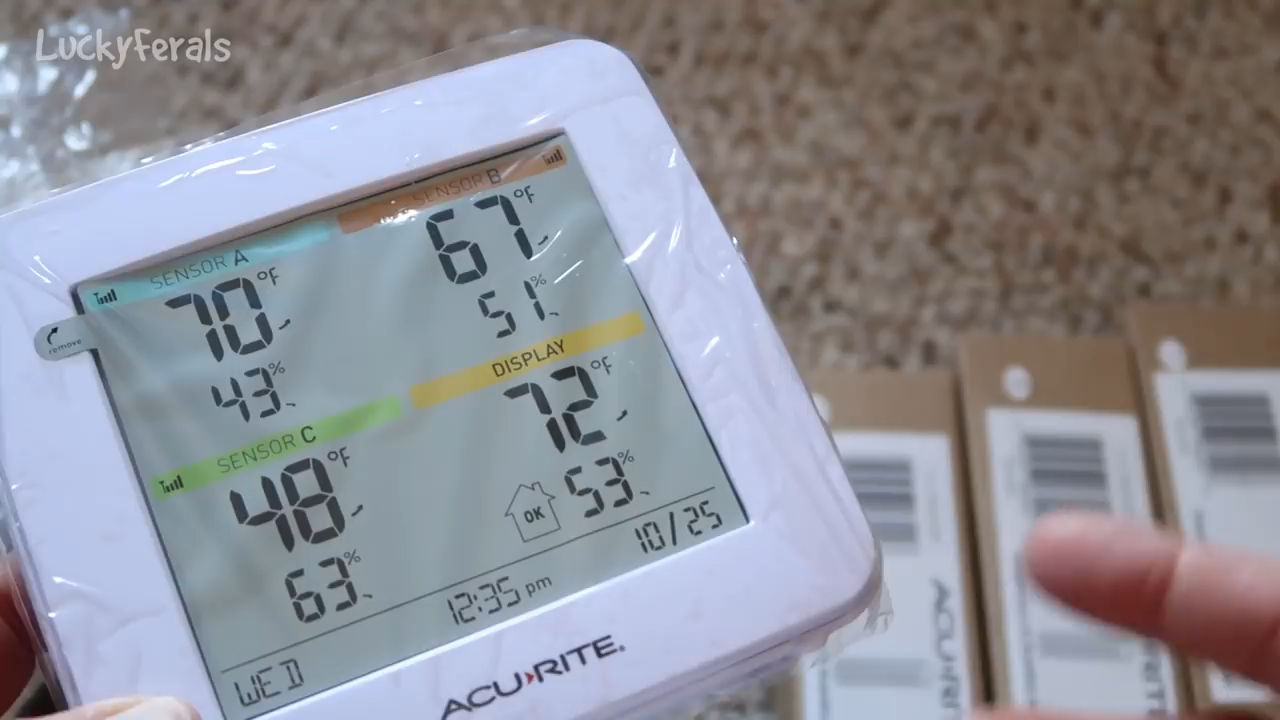 LuckyFerals
SENSOR B
67°F
51%
SENSOR A
70°F
43%
remove
DISPLAY
72°F
OK
53%
SENSOR C
48°F
63%
WED
12:35 pm
10/25
ACURITE®
ACURITE